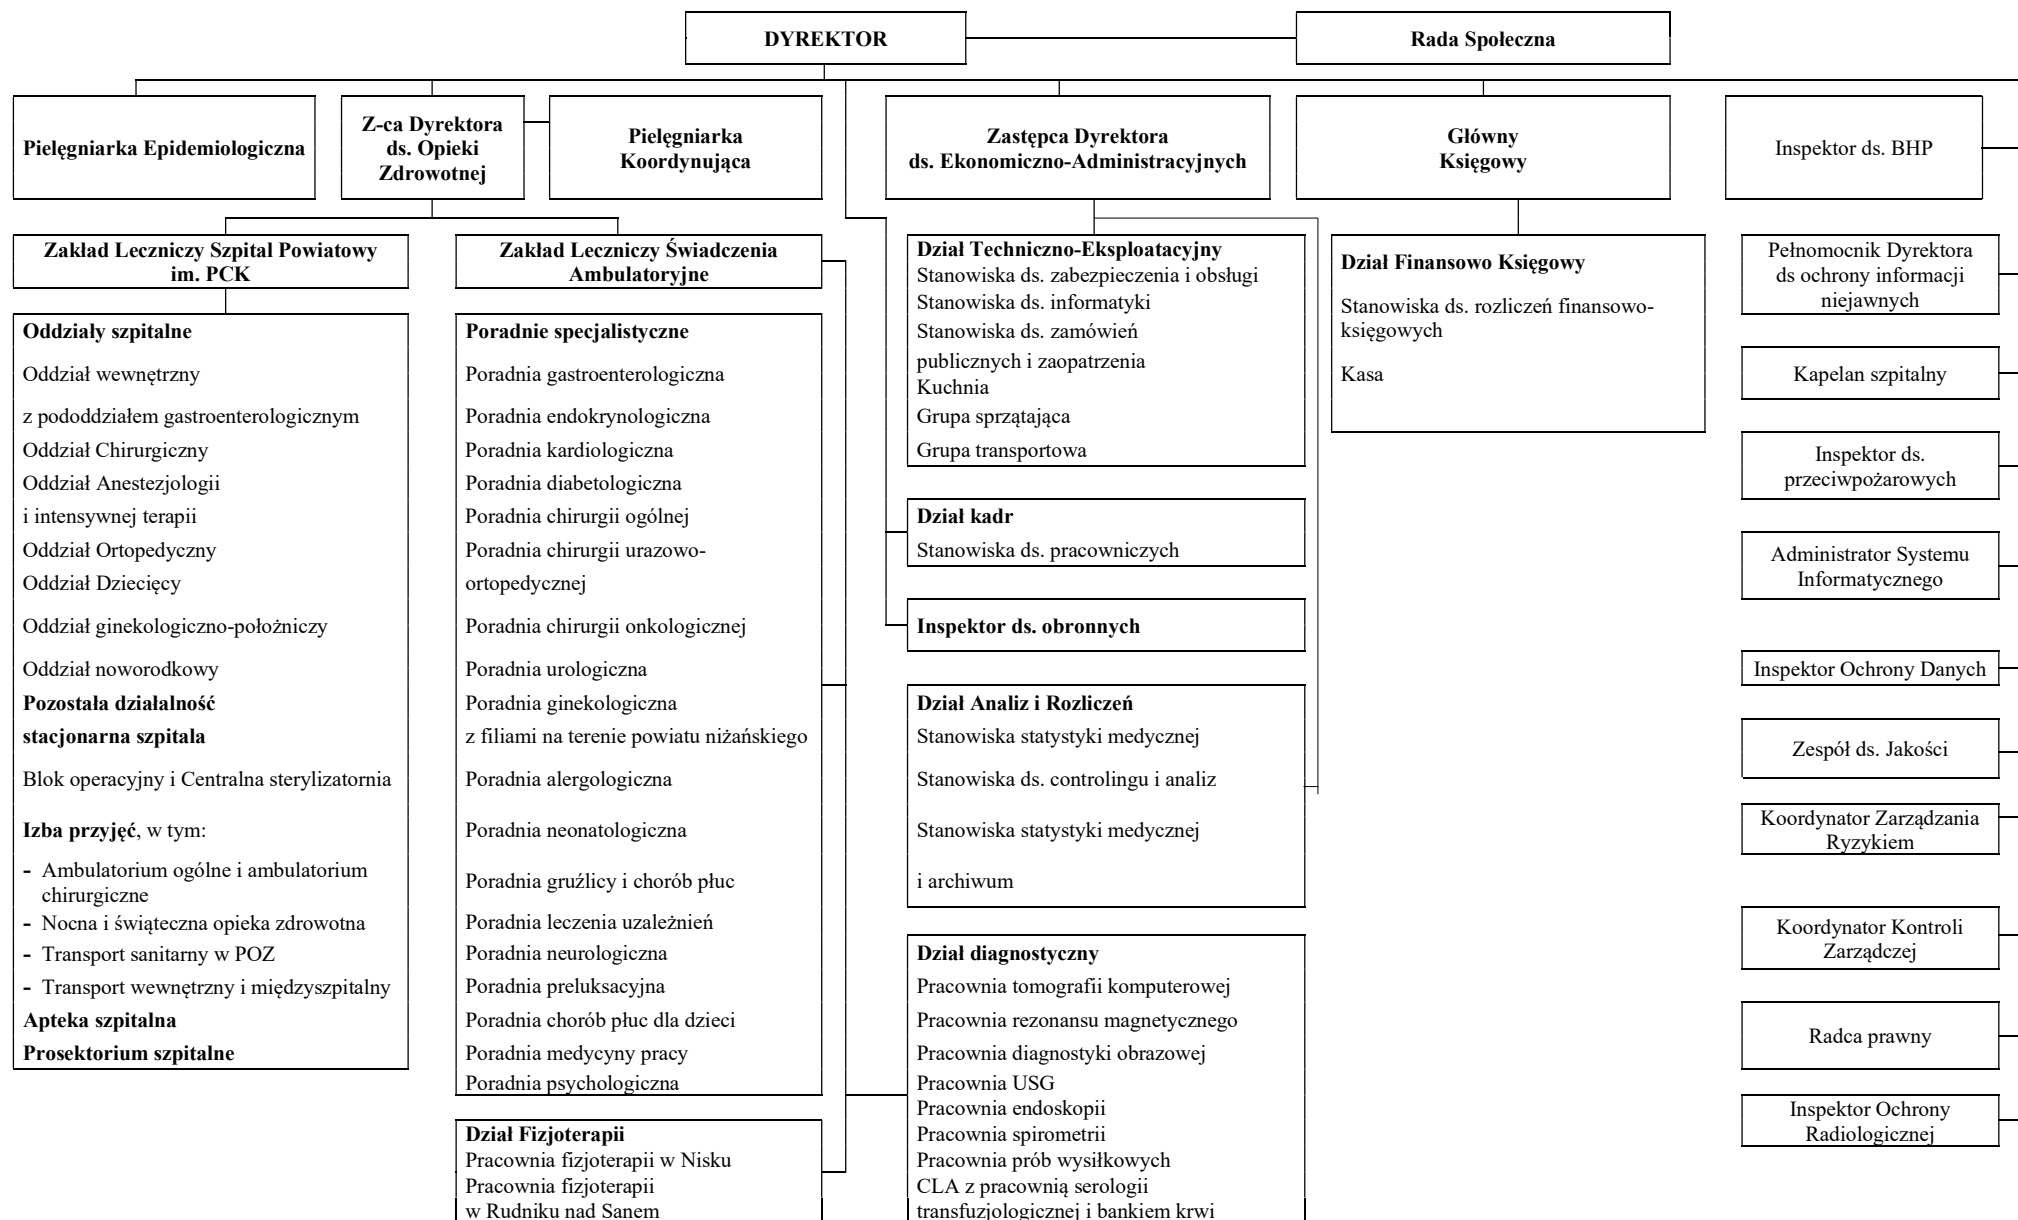 DYREKTOR
Rada Społeczna
Pielęgniarka Epidemiologiczna
Z-ca Dyrektora
ds. Opieki
Zdrowotnej
Pielęgniarka
Koordynująca
Zastępca Dyrektora
ds. Ekonomiczno-Administracyjnych
Główny
Księgowy
Inspektor ds. BHP
Zakład Leczniczy Szpital Powiatowy
im. PCK
Oddziały szpitalne
Oddział wewnętrzny
z pododdziałem gastroenterologicznym
Oddział Chirurgiczny
Oddział Anestezjologii
i intensywnej terapii
Oddział Ortopedyczny
Oddział Dziecięcy
Oddział ginekologiczno-położniczy
Oddział noworodkowy
Pozostała działalność
stacjonarna szpitala
Blok operacyjny i Centralna sterylizatornia
Izba przyjęć, w tym:
- Ambulatorium ogólne i ambulatorium
chirurgiczne
- Nocna i świąteczna opieka zdrowotna
- Transport sanitarny w POZ
- Transport wewnętrzny i międzyszpitalny
Apteka szpitalna
Prosektorium szpitalne
Zakład Leczniczy Świadczenia
Ambulatoryjne
Poradnie specjalistyczne
Poradnia gastroenterologiczna
Poradnia endokrynologiczna
Poradnia kardiologiczna
Poradnia diabetologiczna
Poradnia chirurgii ogólnej
Poradnia chirurgii urazowo-
ortopedycznej
Poradnia chirurgii onkologicznej
Poradnia urologiczna
Poradnia ginekologiczna
z filiami na terenie powiatu niżańskiego
Poradnia alergologiczna
Poradnia neonatologiczna
Poradnia gruźlicy i chorób płuc
Poradnia leczenia uzależnień
Poradnia neurologiczna
Poradnia preluksacyjna
Poradnia chorób płuc dla dzieci
Poradnia medycyny pracy
Poradnia psychologiczna
Dział Fizjoterapii
Pracownia fizjoterapii w Nisku
Pracownia fizjoterapii
w Rudniku nad Sanem
Dział Techniczno-Eksploatacyjny
Stanowiska ds. zabezpieczenia i obsługi
Stanowiska ds. informatyki
Stanowiska ds. zamówień
publicznych i zaopatrzenia
Kuchnia
Grupa sprzątająca
Grupa transportowa
Dział kadr
Stanowiska ds. pracowniczych
Inspektor ds. obronnych
Dział Analiz i Rozliczeń
Stanowiska statystyki medycznej
Stanowiska ds. controlingu i analiz
Stanowiska statystyki medycznej
i archiwum
Dział diagnostyczny
Pracownia tomografii komputerowej
Pracownia rezonansu magnetycznego
Pracownia diagnostyki obrazowej
Pracownia USG
Pracownia endoskopii
Pracownia spirometrii
Pracownia prób wysiłkowych
CLA z pracownią serologii
transfuzjologicznej i bankiem krwi
Dział Finansowo Księgowy
Stanowiska ds. rozliczeń finansowo-
księgowych
Kasa
Pełnomocnik Dyrektora
ds ochrony informacji
niejawnych
Kapelan szpitalny
Inspektor ds.
przeciwpożarowych
Administrator Systemu
Informatycznego
Inspektor Ochrony Danych
Zespół ds. Jakości
Koordynator Zarządzania
Ryzykiem
Koordynator Kontroli
Zarządczej
Radca prawny
Inspektor Ochrony
Radiologicznej